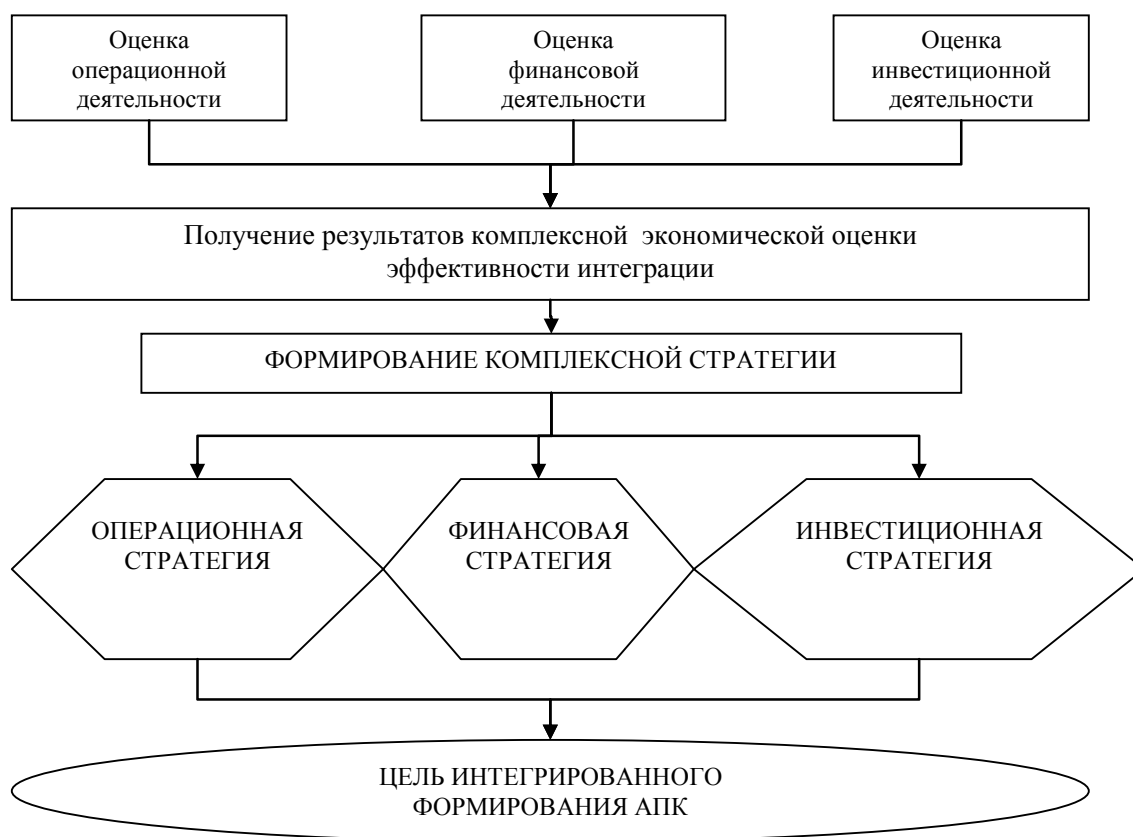 Оценка
операционной
деятельности
Оценка
финансовой
деятельности
Оценка
инвестиционной
деятельности
Получение результатов комплексной экономической оценки
эффективности интеграции
ФОРМИРОВАНИЕ КОМПЛЕКСНОЙ СТРАТЕГИИ
ОПЕРАЦИОННАЯ
СТРАТЕГИЯ
ФИНАНСОВАЯ
СТРАТЕГИЯ
ИНВЕСТИЦИОННАЯ
СТРАТЕГИЯ
ЦЕЛЬ ИНТЕГРИРОВАННОГО
ФОРМИРОВАНИЯ АПК